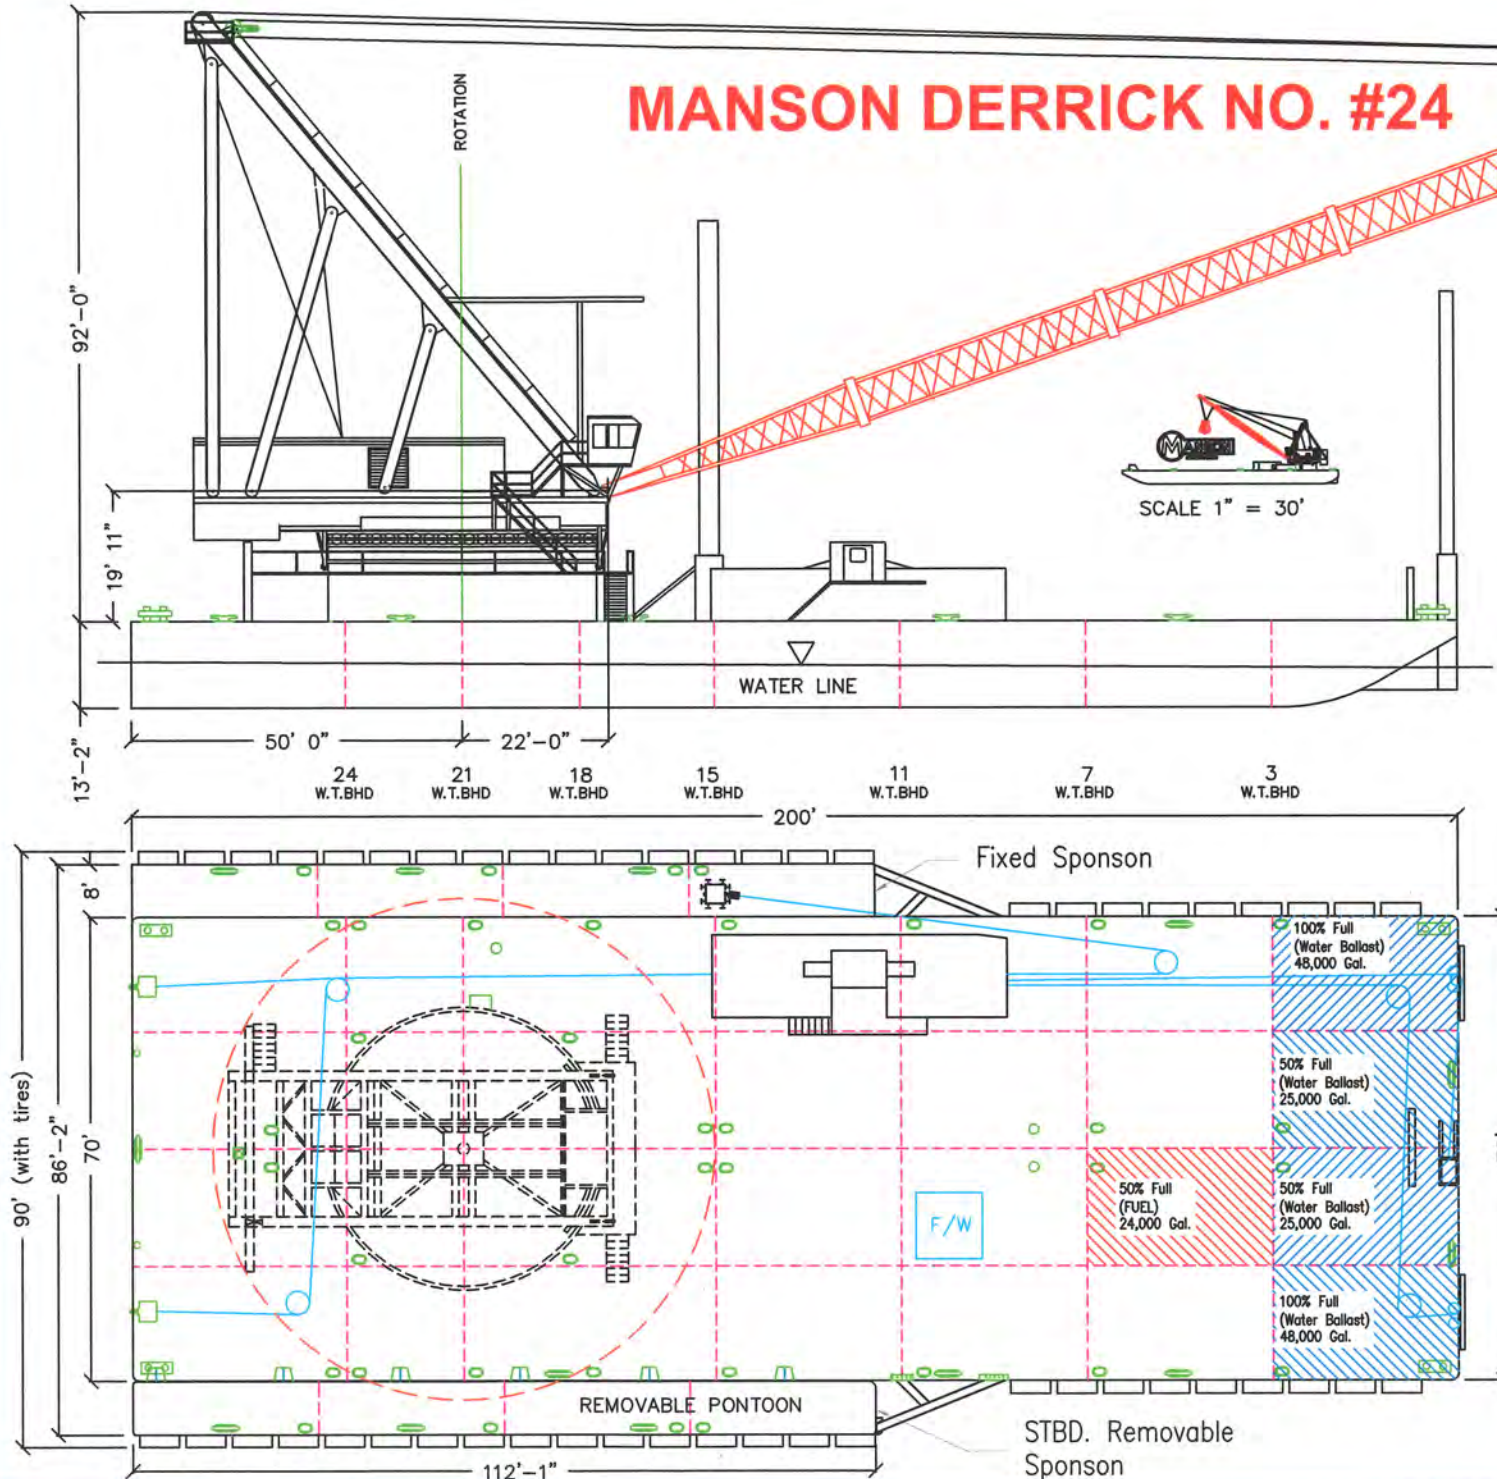 MANSON DERRICK NO. #24
ROTATION
92'-0"
19' 11"
MANSON
SCALE 1" = 30'
WATER LINE
50' 0"
22'-0"
13'-2"
24
W.T.BHD
21
W.T.BHD
18
W.T.BHD
15
W.T.BHD
11
W.T.BHD
7
W.T.BHD
3
W.T.BHD
200'
Fixed Sponson
8'
90' (with tires)
86'-2"
70'
100% Full
(Water Ballast)
48,000 Gal.
50% Full
(Water Ballast)
25,000 Gal.
50% Full
(FUEL)
24,000 Gal.
50% Full
(Water Ballast)
25,000 Gal.
F/W
100% Full
(Water Ballast)
48,000 Gal.
REMOVABLE PONTOON
STBD. Removable
Sponson
112'-1"